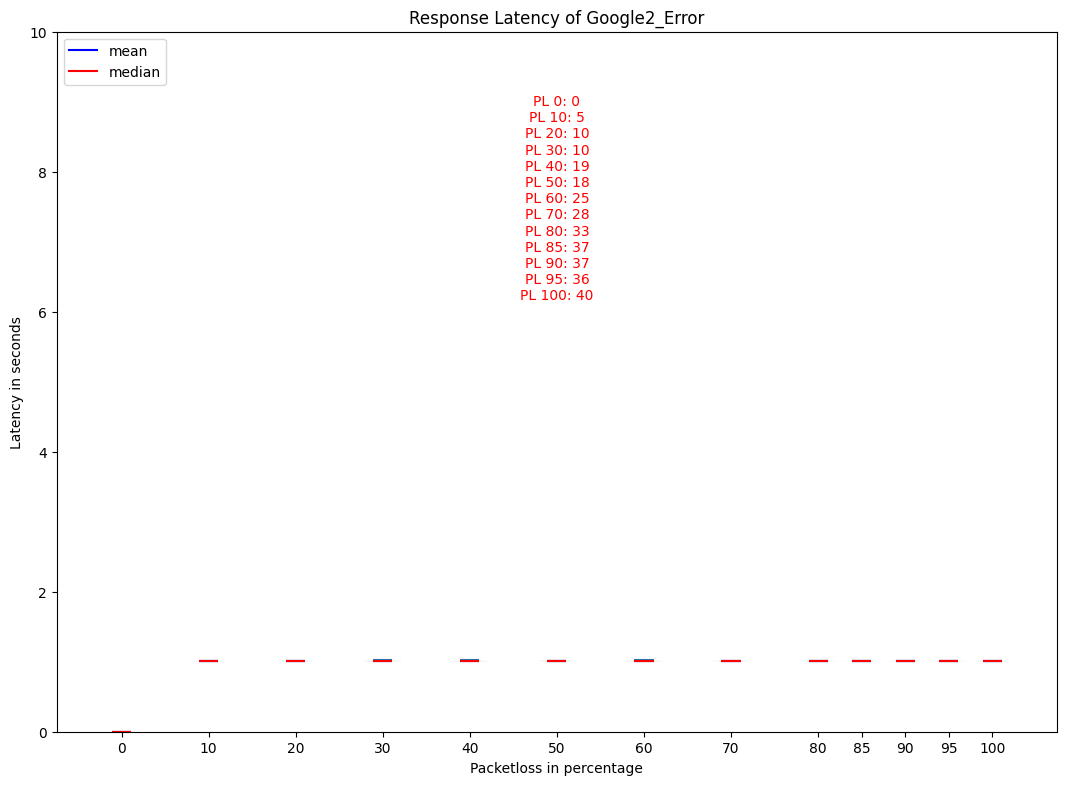 Response Latency of Google2_Error
10
mean
median
PL 0: 0
PL 10: 5
PL 20: 10
PL 30: 10
PL 40: 19
PL 50: 18
PL 60: 25
PL 70: 28
PL 80: 33
PL 85: 37
PL 90: 37
PL 95: 36
PL 100: 40
8
6
4
2
0
Latency in seconds
0 10 20 30 40 50 60 70 80 85 90 95 100
Packetloss in percentage